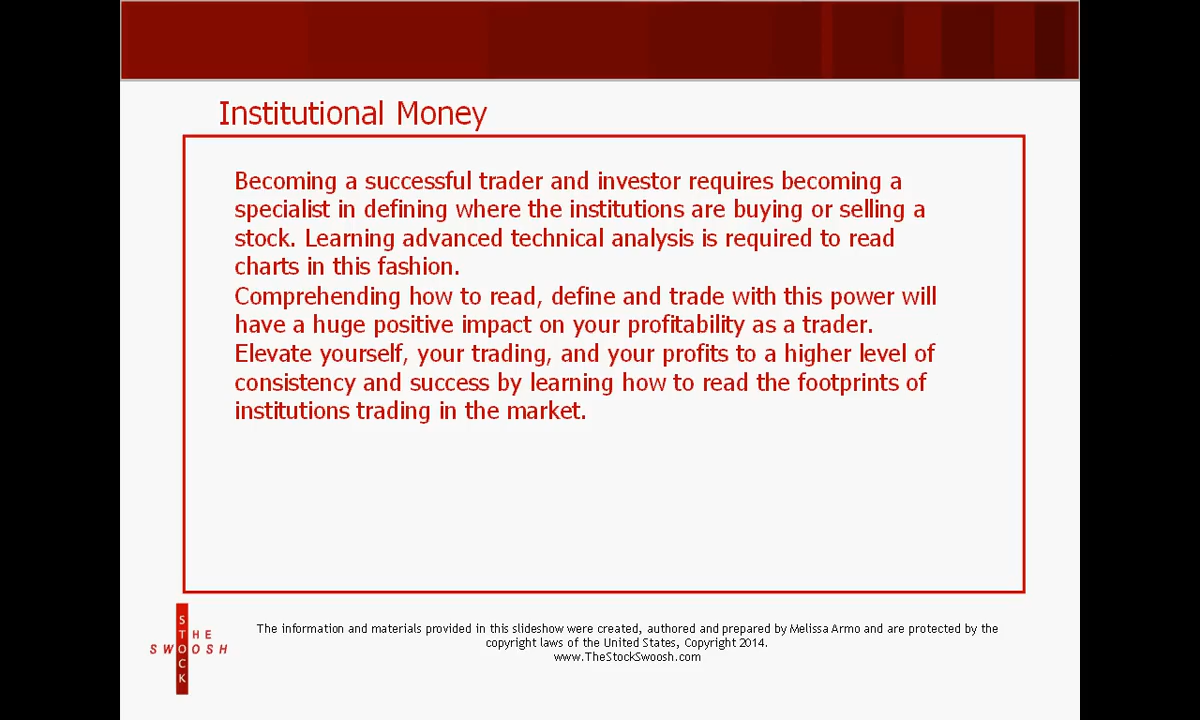 Institutional Money
Becoming a successful trader and investor requires becoming a
specialist in defining where the institutions are buying or selling a
stock. Learning advanced technical analysis is required to read
charts in this fashion.
Comprehending how to read, define and trade with this power will
have a huge positive impact on your profitability as a trader.
Elevate yourself, your trading, and your profits to a higher level of
consistency and success by learning how to read the footprints of
institutions trading in the market.
THE
STOCK
SWOOSH
The information and materials provided in this slideshow were created, authored and prepared by Melissa Armo and are protected by the
copyright laws of the United States, Copyright 2014.
www.TheStockSwoosh.com